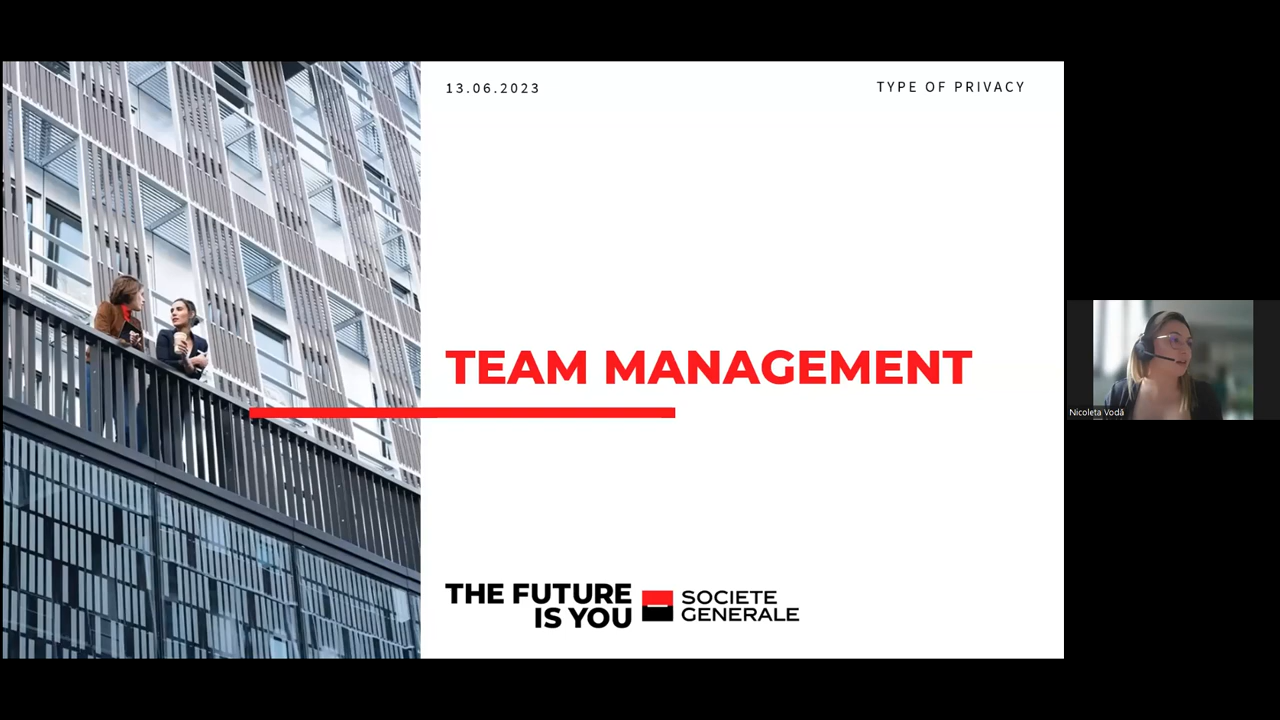 13.06.2023
TYPE OF PRIVACY
TEAM MANAGEMENT
THE FUTURE
IS YOU
SOCIETE
GENERALE
Nicoleta Vodă